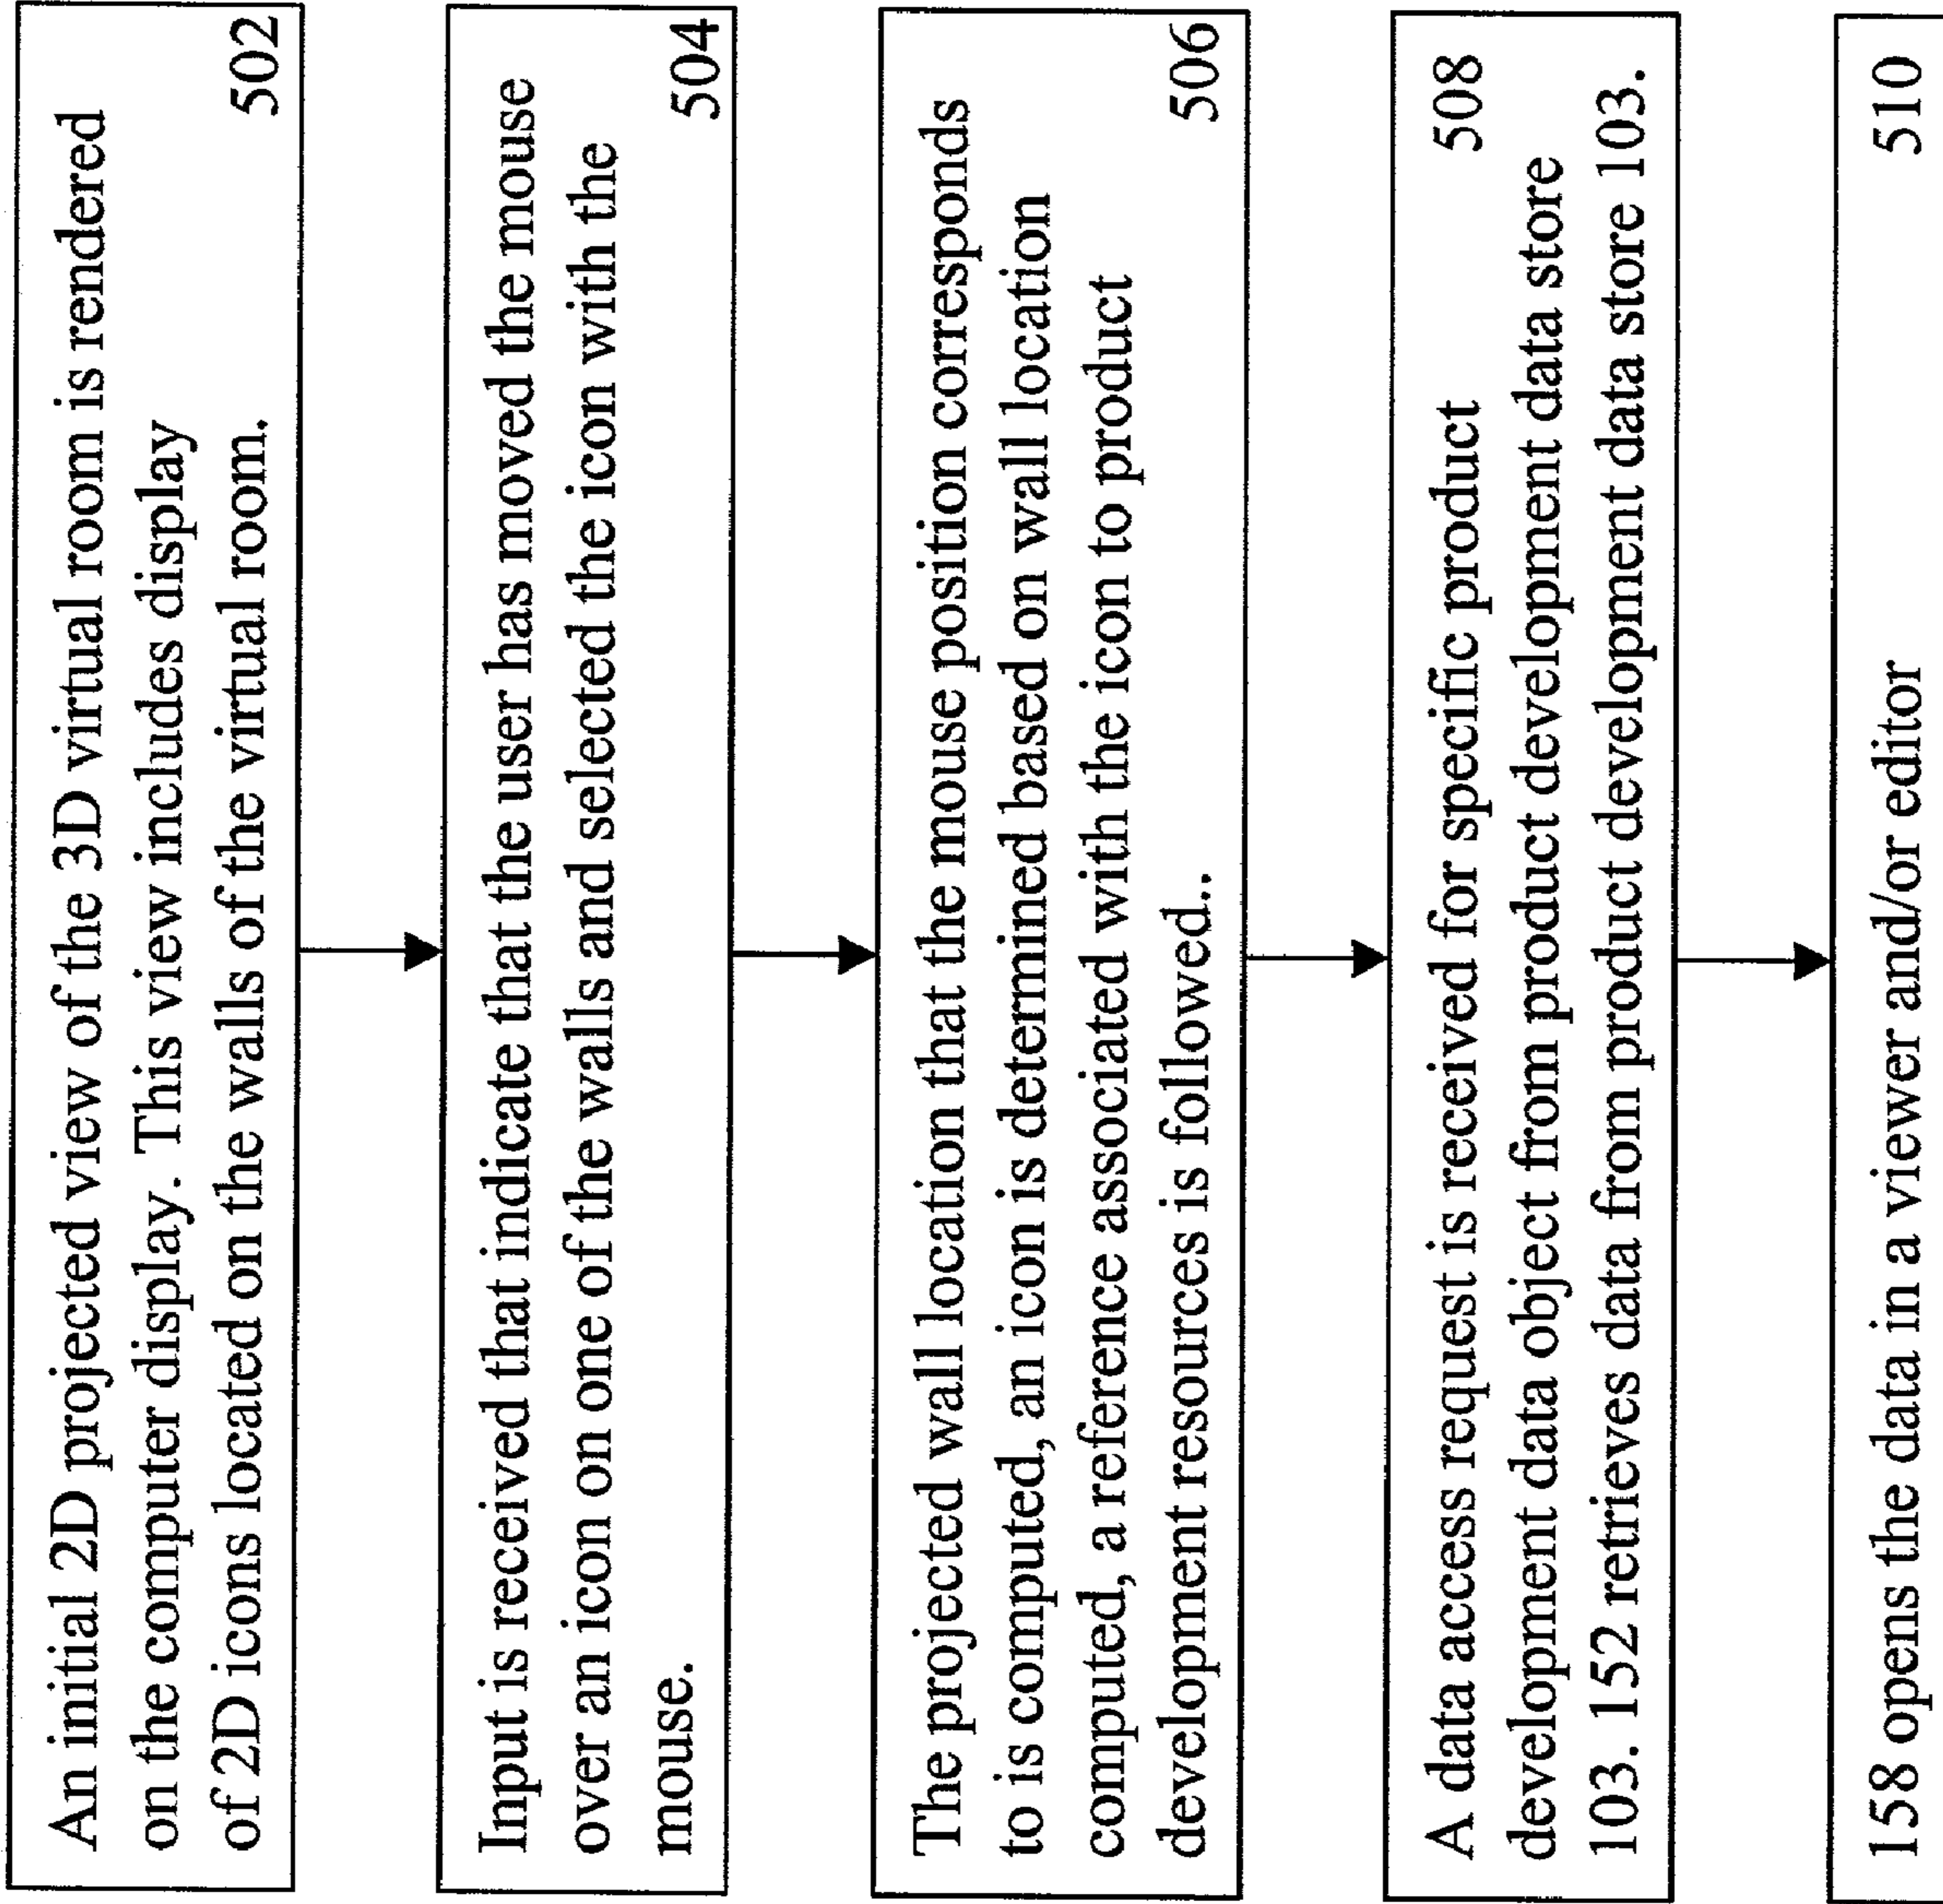 An initial 2D projected view of the 3D virtual room is rendered
on the computer display. This view includes display
of 2D icons located on the walls of the virtual room. 502
Input is received that indicate that the user has moved the mouse
over an icon on one of the walls and selected the icon with the
mouse. 504
The projected wall location that the mouse position corresponds
to is computed, an icon is determined based on wall location
computed, a reference associated with the icon to product
development resources is followed.. 506
A data access request is received for specific product 508
development data object from product development data store
103. 152 retrieves data from product development data store 103.
158 opens the data in a viewer and/or editor 510